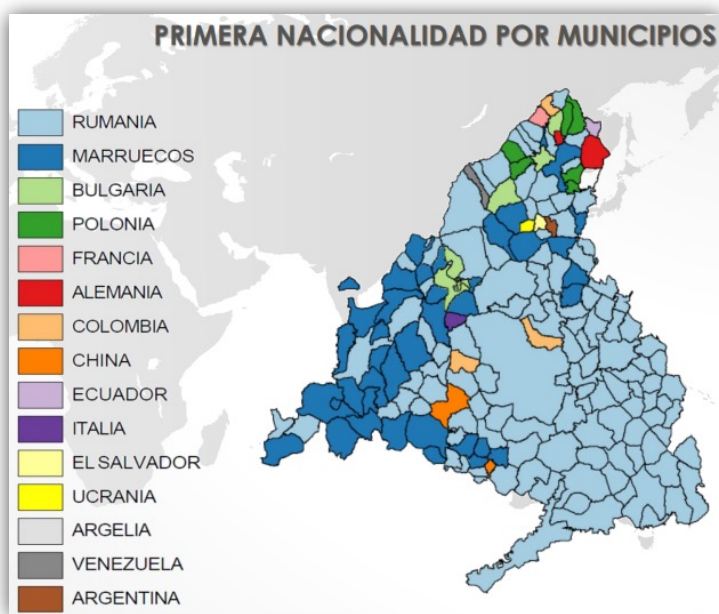 PRIMERA NACIONALIDAD POR MUNICIPIOS
RUMANIA
MARRUECOS
BULGARIA
POLONIA
FRANCIA
ALEMANIA
COLOMBIA
CHINA
ECUADOR
ITALIA
EL SALVADOR
UCRANIA
ARGELIA
VENEZUELA
ARGENTINA